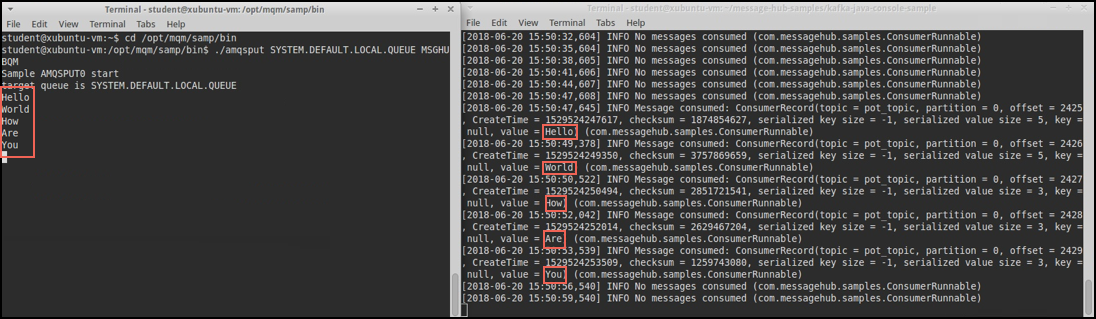 Terminal - student@xubuntu-vm: /opt/mqm/samp/bin
File Edit View Terminal Tabs Help
student@xubuntu-vm:~$ cd /opt/mqm/samp/bin
student@xubuntu-vm:/opt/mqm/samp/bin$ ./amqsput SYSTEM.DEFAULT.LOCAL.QUEUE MSGHU
BQM
Sample AMQSPUT0 start
target queue is SYSTEM.DEFAULT.LOCAL.QUEUE
Hello
World
How
Are
You
Terminal - student@xubuntu-vm: ~/message-hub-samples/kafka-java-console-sample
File Edit View Terminal Tabs Help
[2018-06-20 15:50:32,604] INFO No messages consumed (com.messagehub.samples.ConsumerRunnable)
[2018-06-20 15:50:35,604] INFO No messages consumed (com.messagehub.samples.ConsumerRunnable)
[2018-06-20 15:50:38,605] INFO No messages consumed (com.messagehub.samples.ConsumerRunnable)
[2018-06-20 15:50:41,606] INFO No messages consumed (com.messagehub.samples.ConsumerRunnable)
[2018-06-20 15:50:44,607] INFO No messages consumed (com.messagehub.samples.ConsumerRunnable)
[2018-06-20 15:50:47,608] INFO No messages consumed (com.messagehub.samples.ConsumerRunnable)
[2018-06-20 15:50:47,645] INFO Message consumed: ConsumerRecord(topic = pot_topic, partition = 0, offset = 2425
, CreateTime = 1529524247617, checksum = 1874854627, serialized key size = -1, serialized value size = 5, key =
null, value = Hello) (com.messagehub.samples.ConsumerRunnable)
[2018-06-20 15:50:49,378] INFO Message consumed: ConsumerRecord(topic = pot_topic, partition = 0, offset = 2426
, CreateTime = 1529524249350, checksum = 3757869659, serialized key size = -1, serialized value size = 5, key =
null, value = World) (com.messagehub.samples.ConsumerRunnable)
[2018-06-20 15:50:50,522] INFO Message consumed: ConsumerRecord(topic = pot_topic, partition = 0, offset = 2427
, CreateTime = 1529524250494, checksum = 2851721541, serialized key size = -1, serialized value size = 3, key =
null, value = How) (com.messagehub.samples.ConsumerRunnable)
[2018-06-20 15:50:52,042] INFO Message consumed: ConsumerRecord(topic = pot_topic, partition = 0, offset = 2428
, CreateTime = 1529524252014, checksum = 2629467204, serialized key size = -1, serialized value size = 3, key =
null, value = Are) (com.messagehub.samples.ConsumerRunnable)
[2018-06-20 15:50:53,539] INFO Message consumed: ConsumerRecord(topic = pot_topic, partition = 0, offset = 2429
, CreateTime = 1529524253509, checksum = 1259743080, serialized key size = -1, serialized value size = 3, key =
null, value = You) (com.messagehub.samples.ConsumerRunnable)
[2018-06-20 15:50:56,540] INFO No messages consumed (com.messagehub.samples.ConsumerRunnable)
[2018-06-20 15:50:59,540] INFO No messages consumed (com.messagehub.samples.ConsumerRunnable)